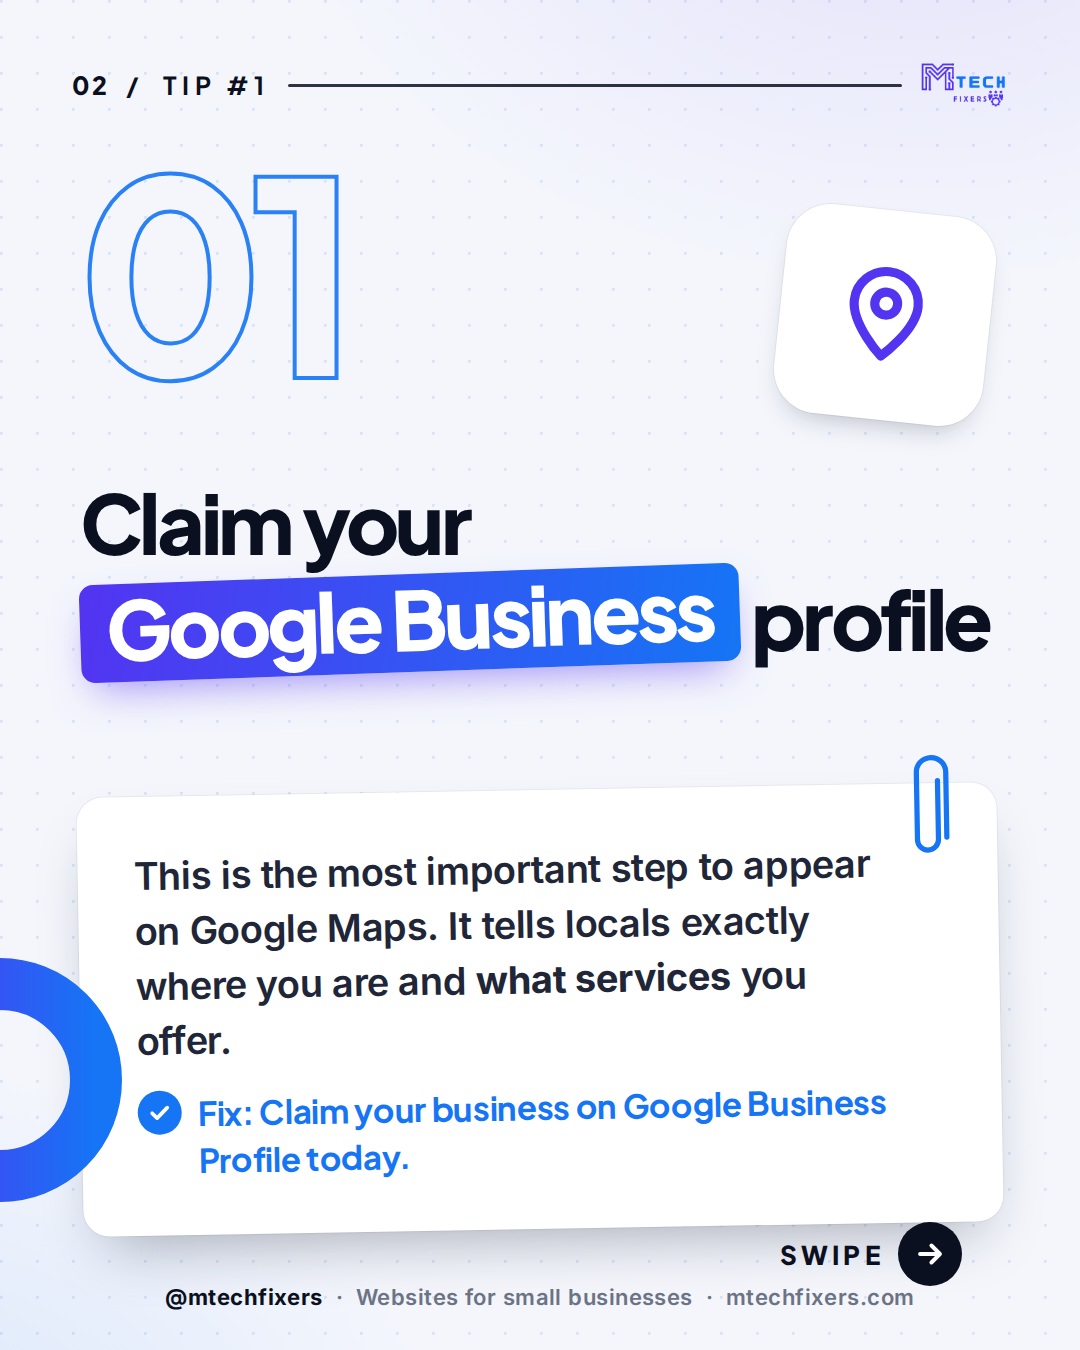 02 / TIP #1
MTECH
FIXERS
01
Claim your
Google Business profile
This is the most important step to appear
on Google Maps. It tells locals exactly
where you are and what services you
offer.
Fix: Claim your business on Google Business
Profile today.
SWIPE
@mtechfixers · Websites for small businesses · mtechfixers.com